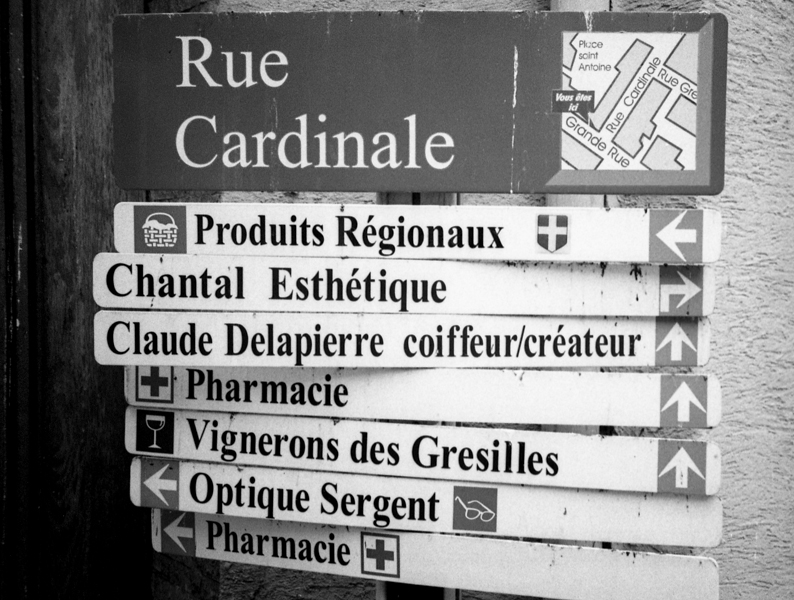 Rue
Cardinale
Place
saint
Antoine
Vous êtes
ici
Rue Cardinale
Rue Gre
Grande Rue
Produits Régionaux
Chantal Esthétique
Claude Delapierre coiffeur/créateur
Pharmacie
Vignerons des Gresilles
Optique Sergent
Pharmacie